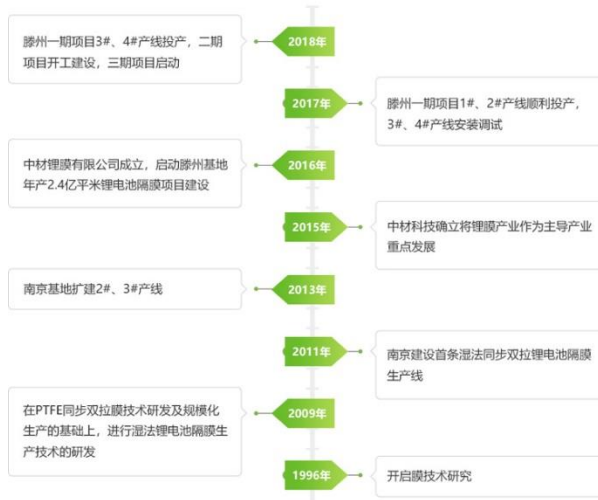 2018年
滕州一期项目3#、4#产线投产，二期
项目开工建设，三期项目启动
2017年
滕州一期项目1#、2#产线顺利投产，
3#、4#产线安装调试
2016年
中材锂膜有限公司成立，启动滕州基地
年产2.4亿平米锂电池隔膜项目建设
2015年
中材科技确立将锂膜产业作为主导产业
重点发展
2013年
南京基地扩建2#、3#产线
2011年
南京建设首条湿法同步双拉锂电池隔膜
生产线
2009年
在PTFE同步双拉膜技术研发及规模化
生产的基础上，进行湿法锂电池隔膜生
产技术的研发
1996年
开启膜技术研究